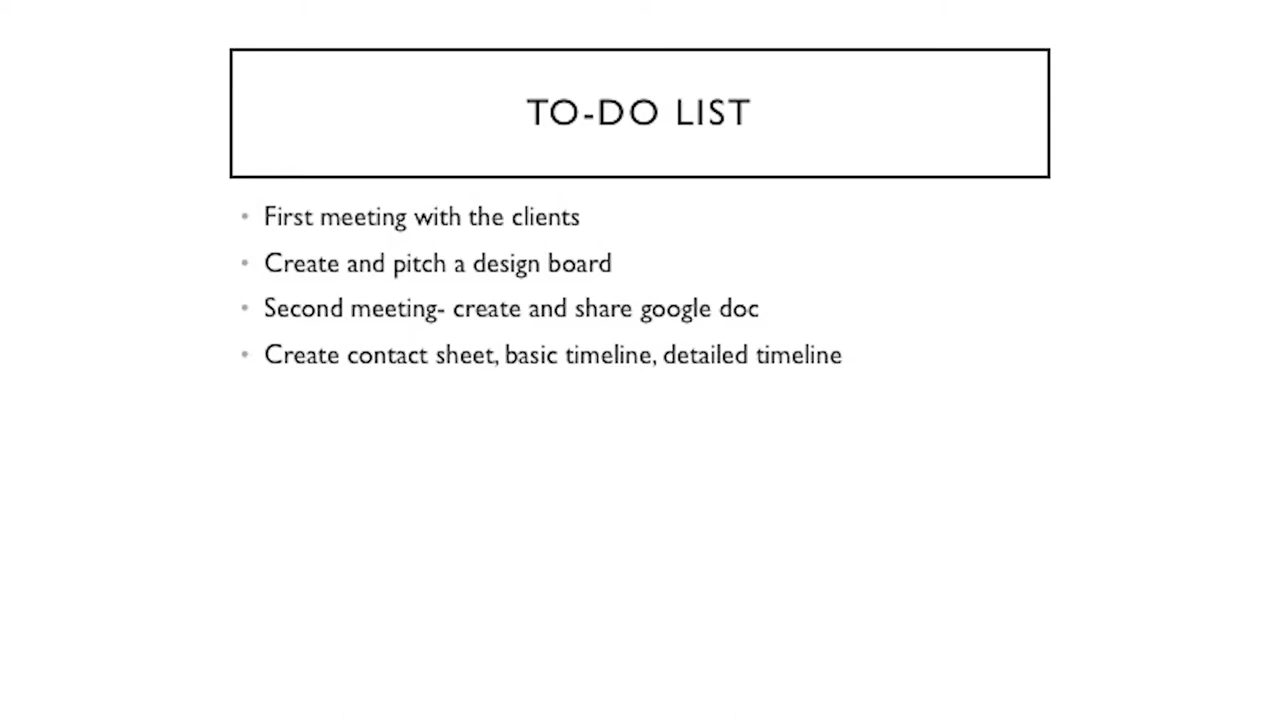 TO-DO LIST
• First meeting with the clients
• Create and pitch a design board
• Second meeting- create and share google doc
• Create contact sheet, basic timeline, detailed timeline